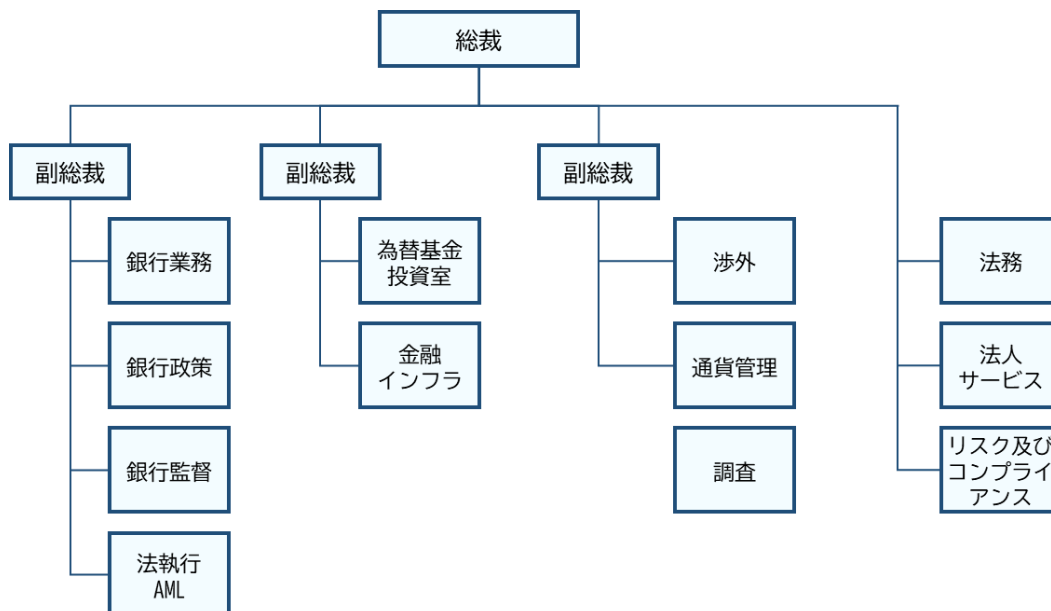 総裁
副総裁
銀行業務
銀行政策
銀行監督
法執行
AML
副総裁
為替基金
投資室
金融
インフラ
副総裁
渉外
通貨管理
調査
法務
法人
サービス
リスク及び
コンプライ
アンス